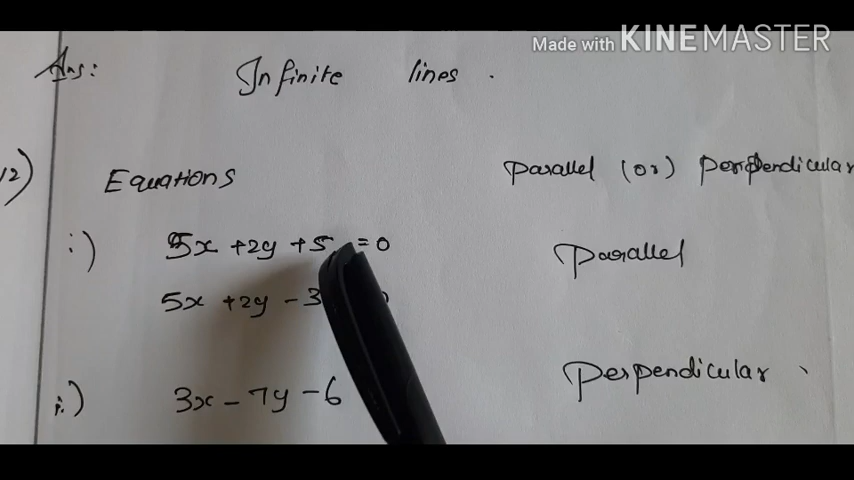 Made with KINEMASTER
Ans: Infinite lines.
12) Equations Parallel (or) Perpendicular
i) 5x + 2y + 5 = 0 Parallel
5x + 2y - 3
ii) 3x - 7y - 6 Perpendicular